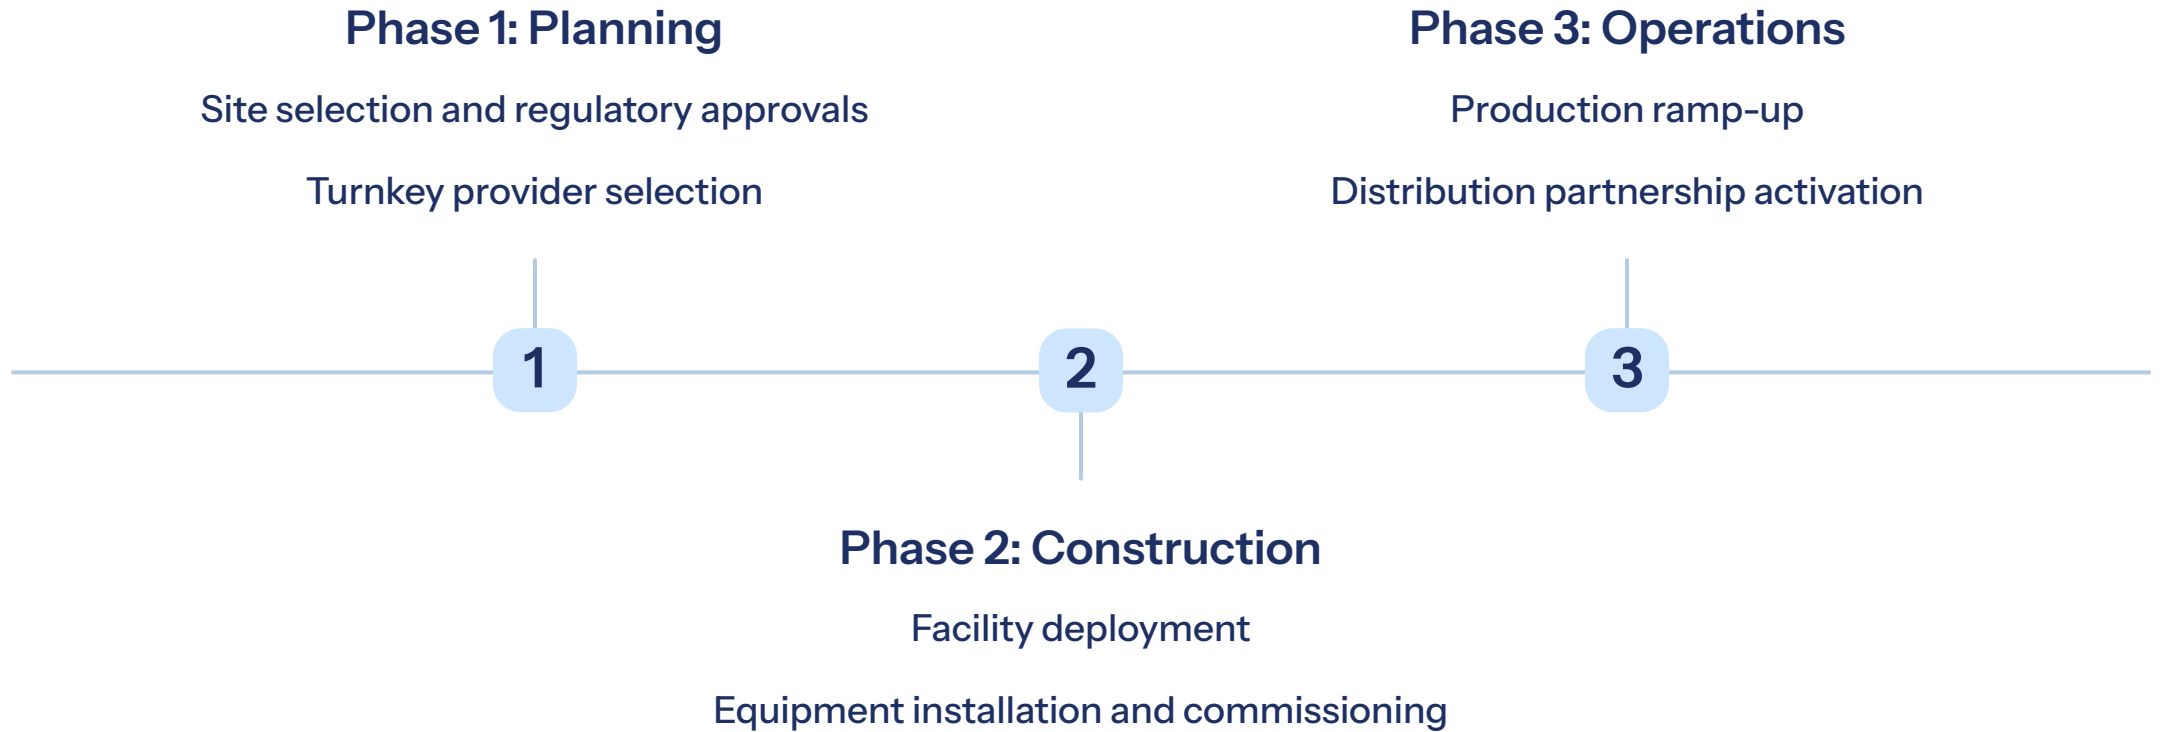 Phase 1: Planning
Site selection and regulatory approvals
Turnkey provider selection
Phase 3: Operations
Production ramp-up
Distribution partnership activation
1
2
3
Phase 2: Construction
Facility deployment
Equipment installation and commissioning